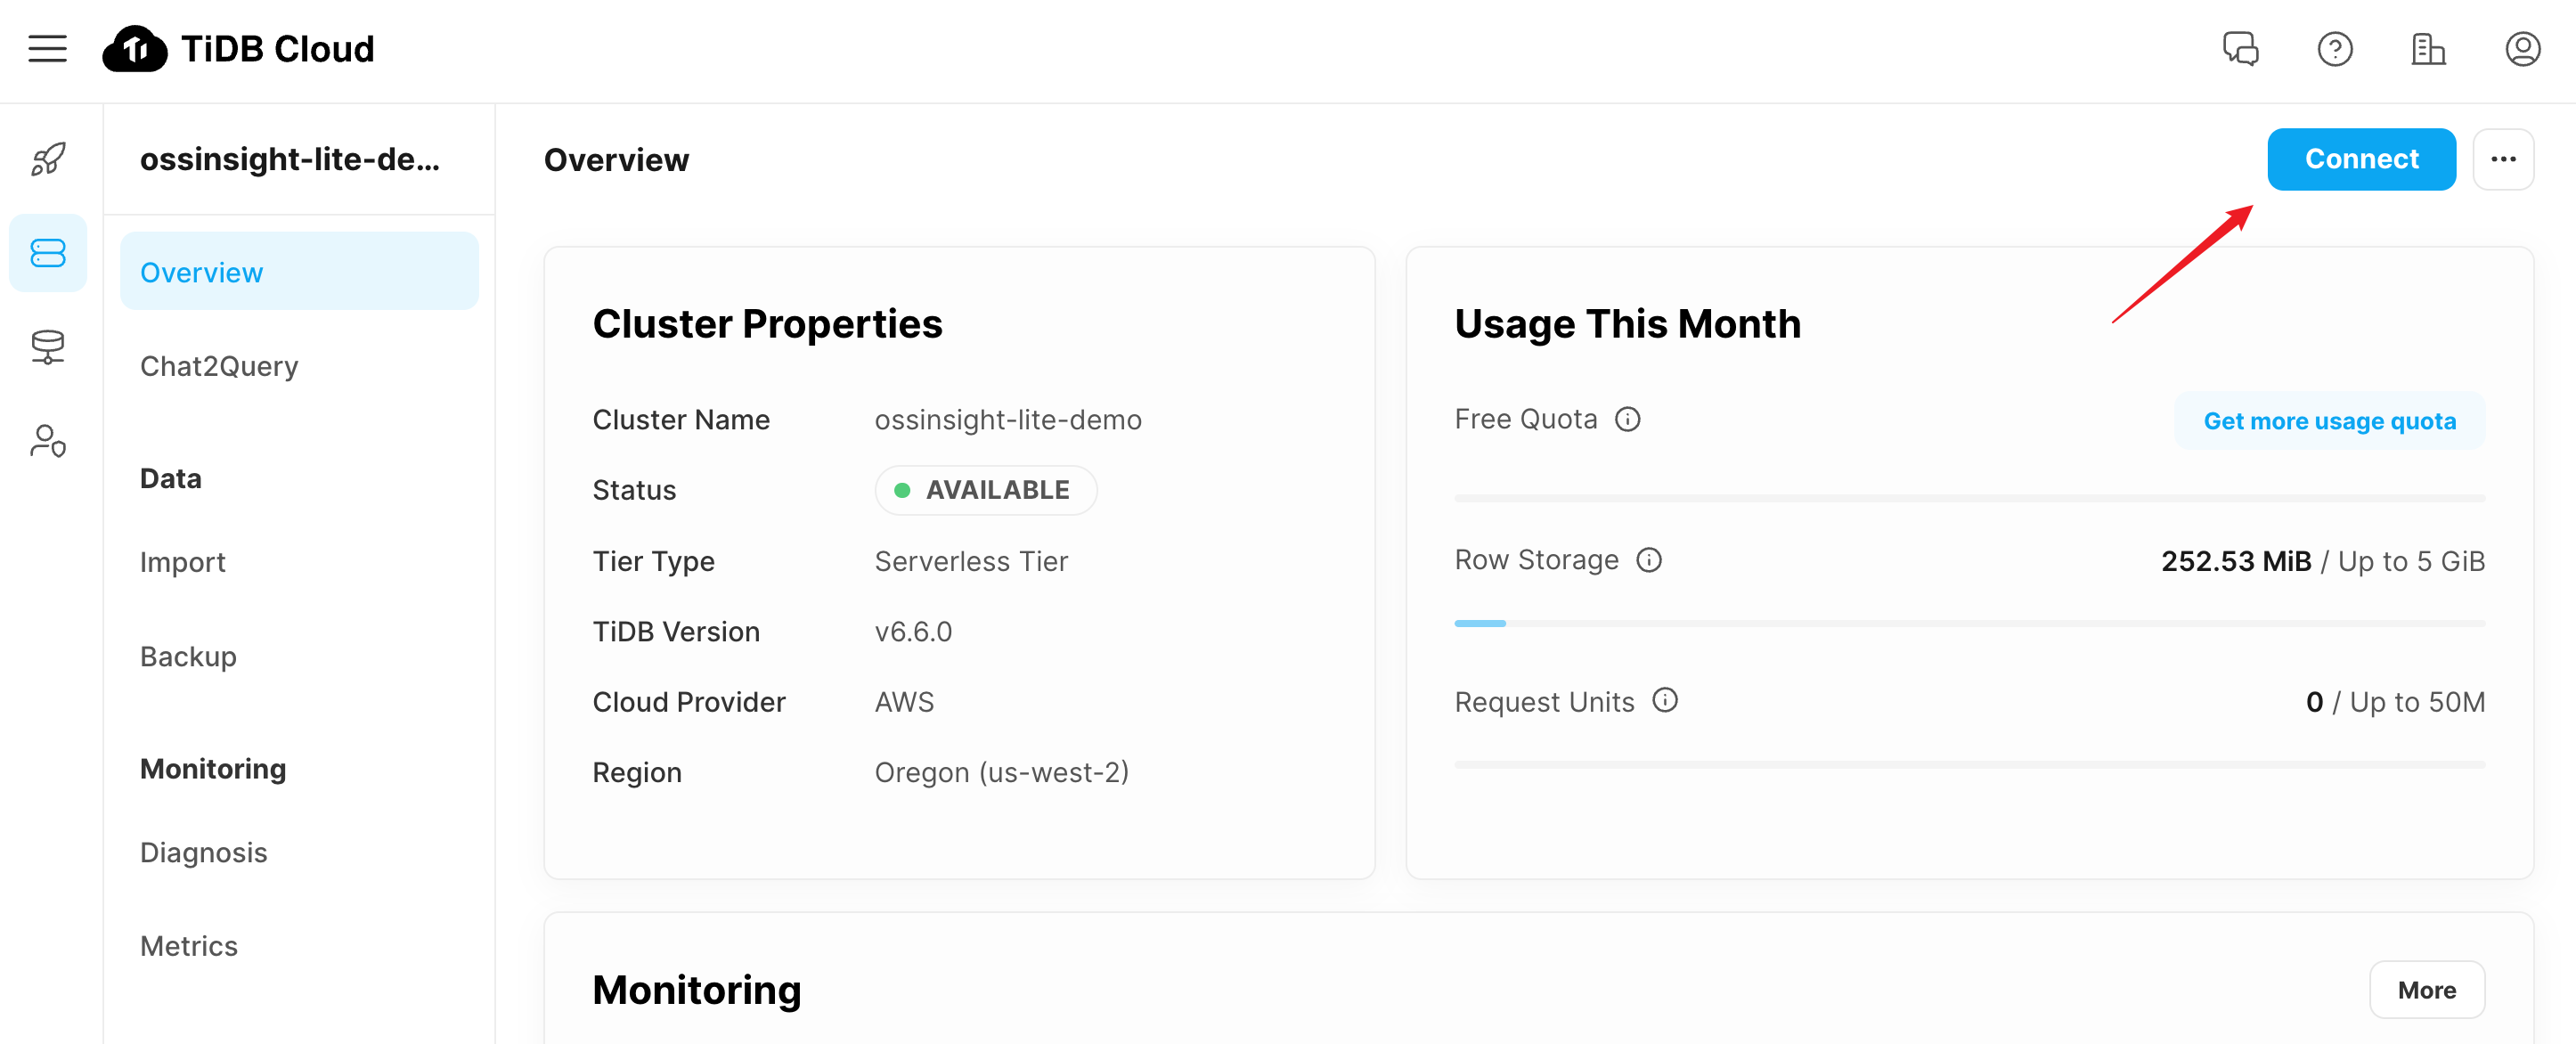 TiDB Cloud
ossinsight-lite-de...
Overview
Chat2Query
Data
Import
Backup
Monitoring
Diagnosis
Metrics
Overview
Connect
Cluster Properties
Cluster Name ossinsight-lite-demo
Status AVAILABLE
Tier Type Serverless Tier
TiDB Version v6.6.0
Cloud Provider AWS
Region Oregon (us-west-2)
Usage This Month
Free Quota Get more usage quota
Row Storage 252.53 MiB / Up to 5 GiB
Request Units 0 / Up to 50M
Monitoring
More